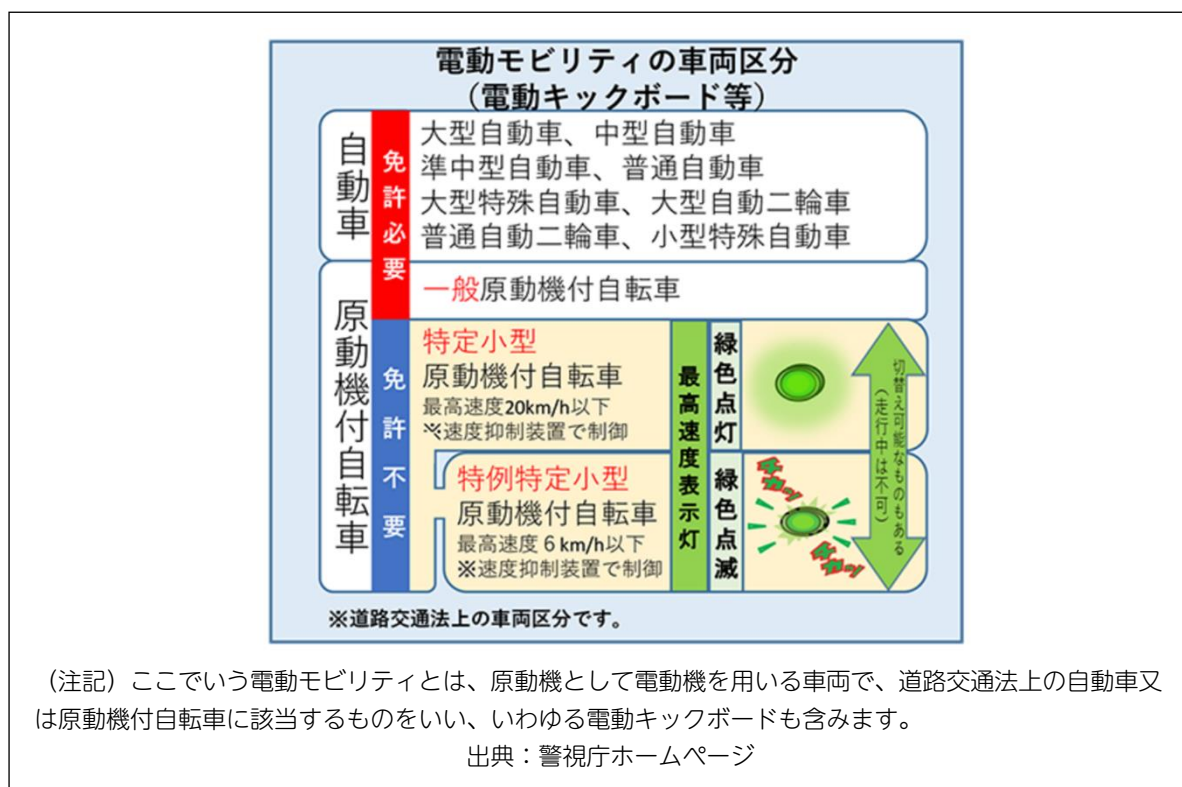 電動モビリティの車両区分
(電動キックボード等)
自動車
免許必要
大型自動車、中型自動車
準中型自動車、普通自動車
大型特殊自動車、大型自動二輪車
普通自動二輪車、小型特殊自動車
原動機付自転車
一般原動機付自転車
免許不要
特定小型
原動機付自転車
最高速度20km/h以下
※速度抑制装置で制御
特例特定小型
原動機付自転車
最高速度6km/h以下
※速度抑制装置で制御
最高速度表示灯
緑色点灯
緑色点滅
チカッ
チカッ
切替え可能なものもある
(走行中は不可)
※道路交通法上の車両区分です。
(注記)ここでいう電動モビリティとは、原動機として電動機を用いる車両で、道路交通法上の自動車又
は原動機付自転車に該当するものをいい、いわゆる電動キックボードも含みます。
出典:警視庁ホームページ